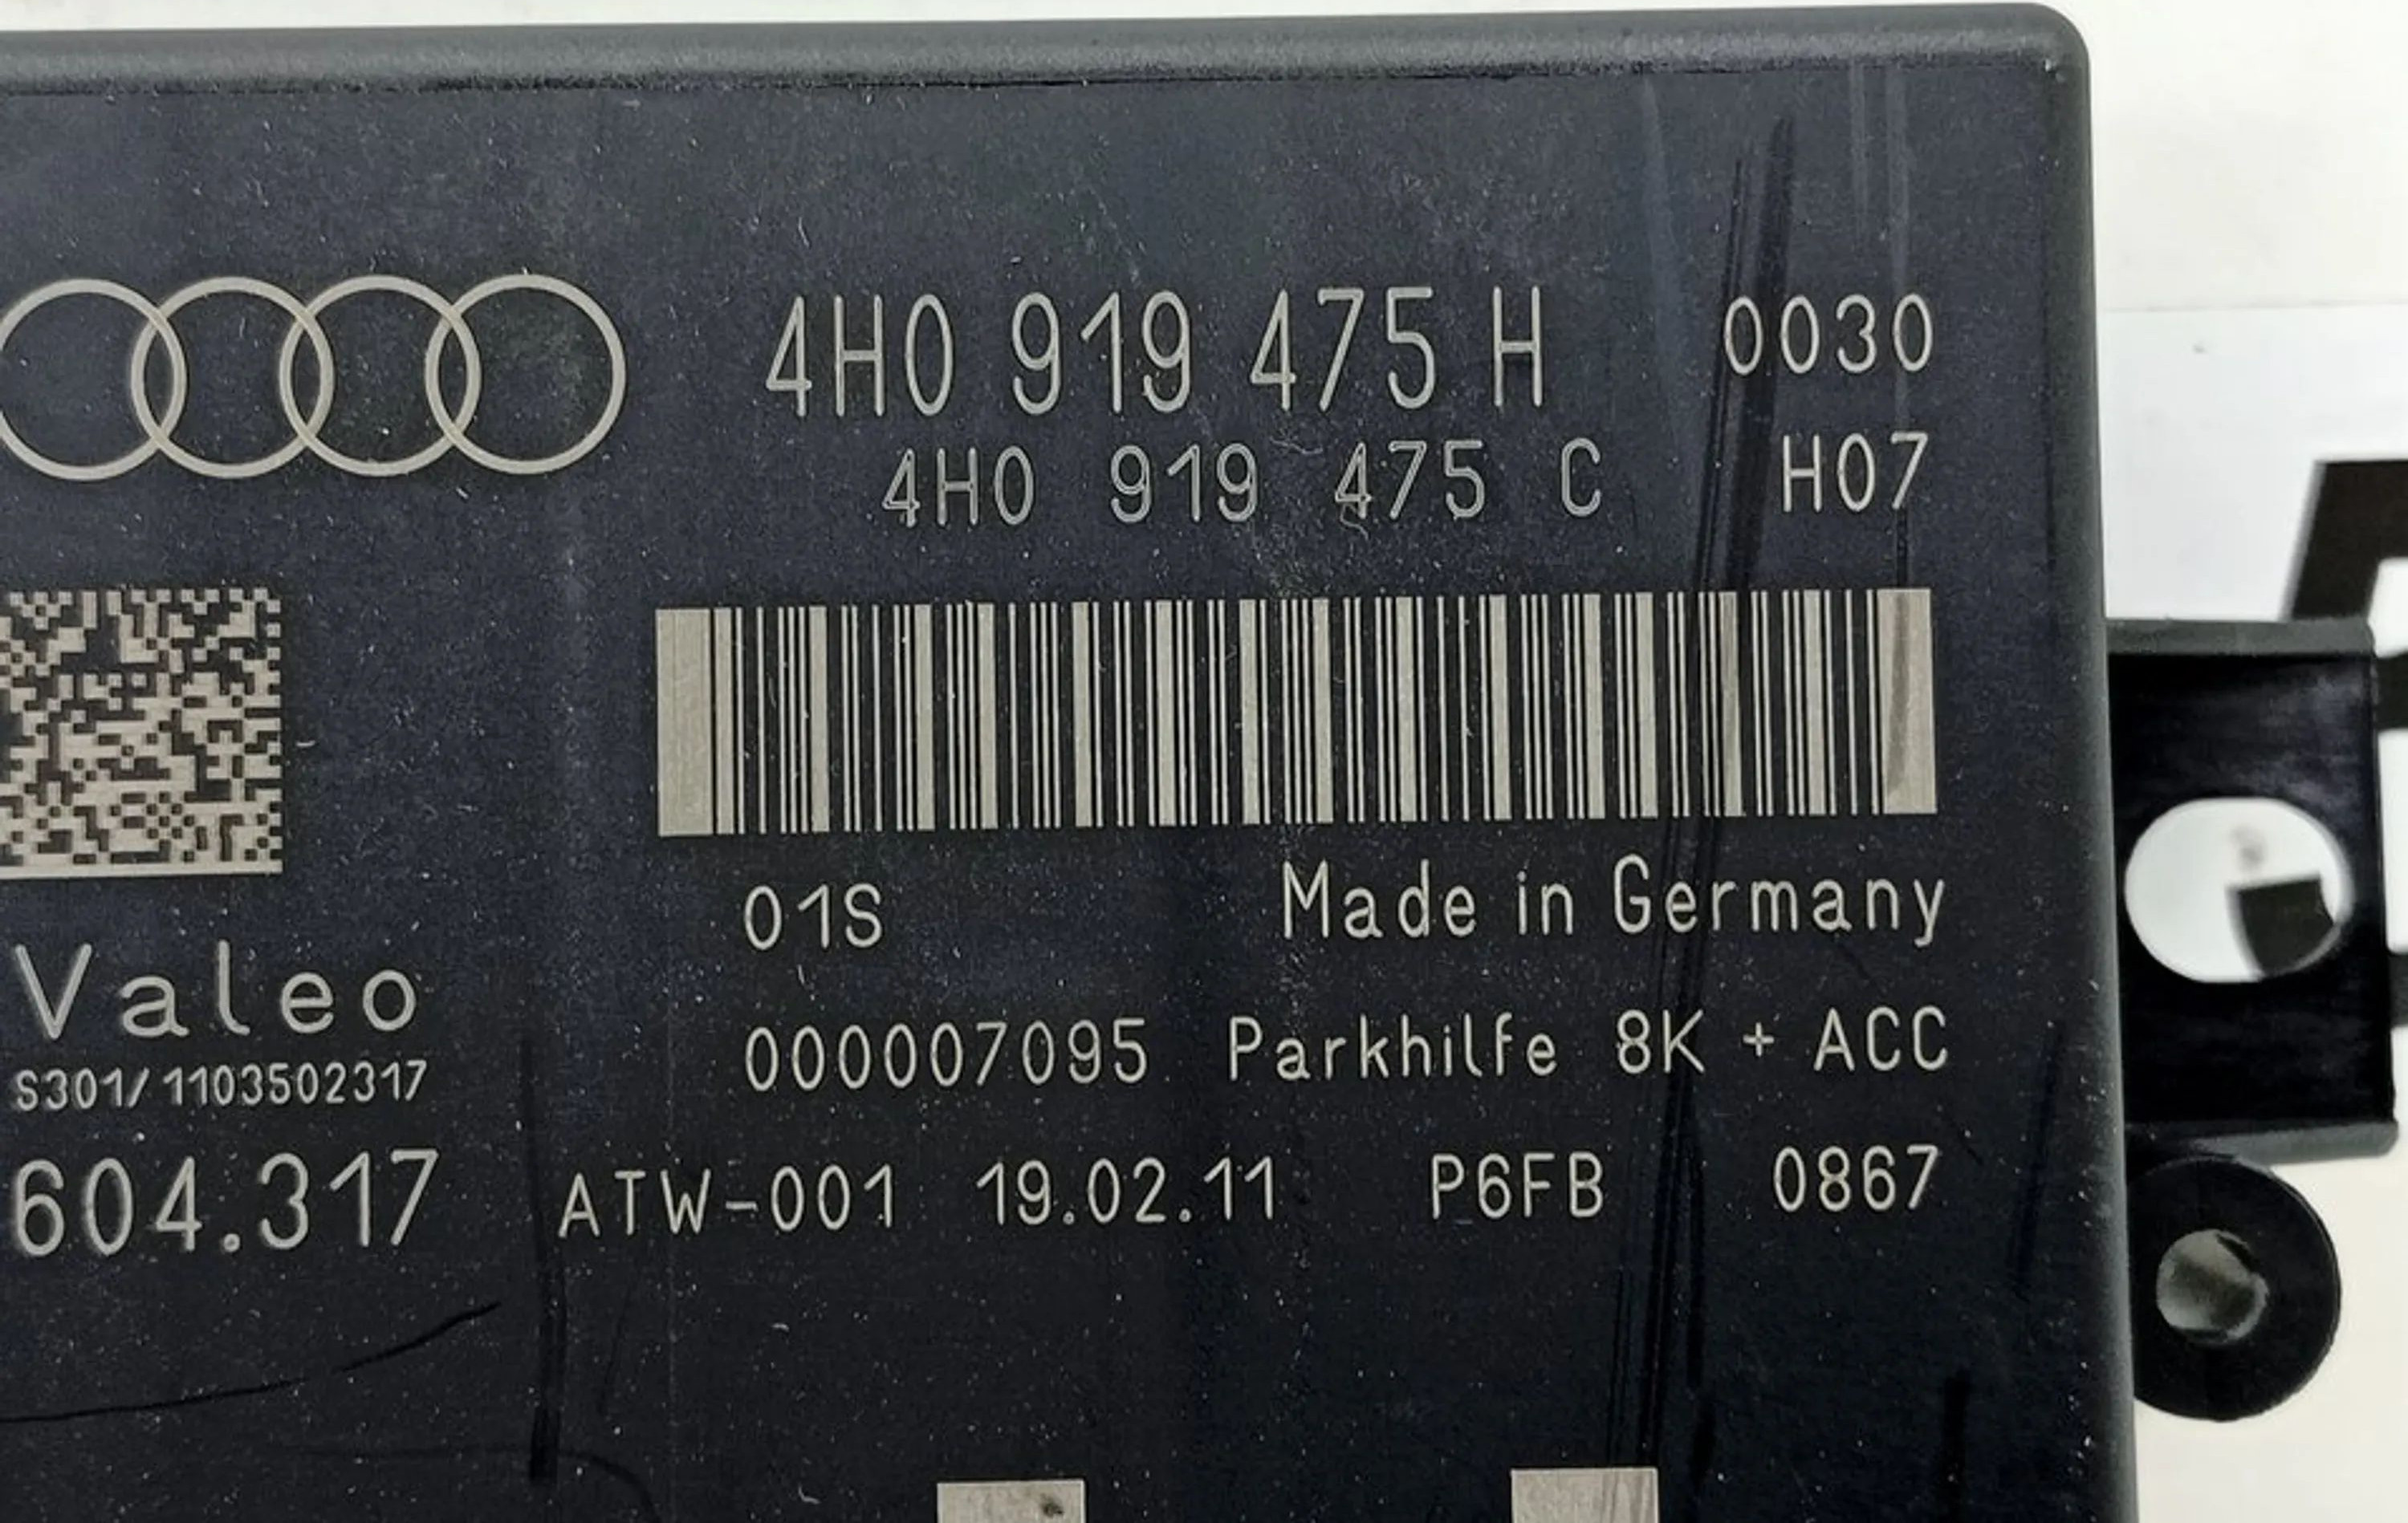 4H0 919 475 H 0030
4H0 919 475 C H07
01S Made in Germany
Valeo
000007095 Parkhilfe 8K + ACC
S301/1103502317
604.317 ATW-001 19.02.11 P6FB 0867